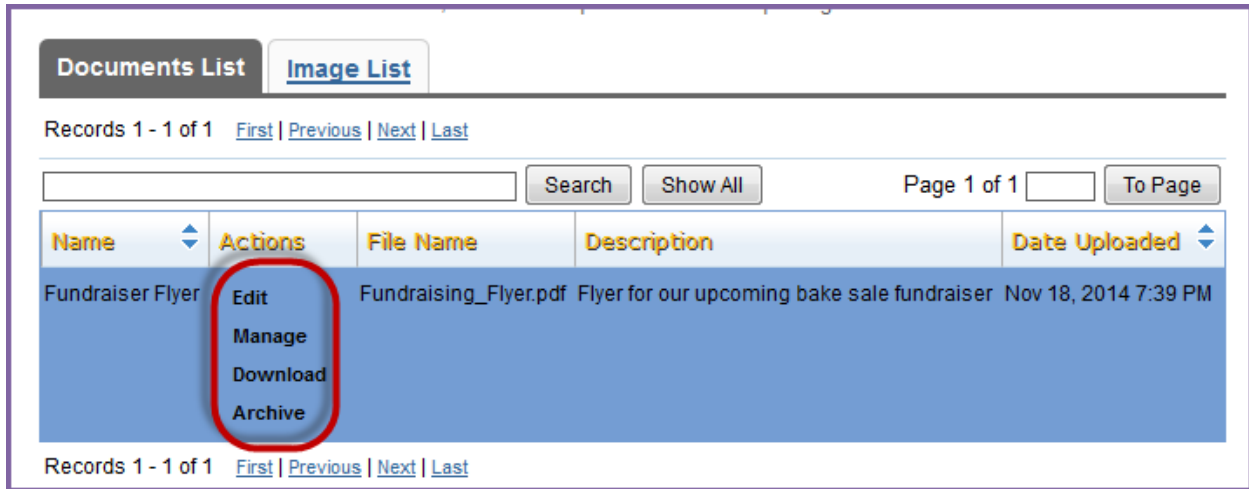 Documents List Image List
Records 1 - 1 of 1 First | Previous | Next | Last
Search Show All Page 1 of 1 To Page
Name Actions File Name Description Date Uploaded
Fundraiser Flyer Edit Fundraising_Flyer.pdf Flyer for our upcoming bake sale fundraiser Nov 18, 2014 7:39 PM
Manage
Download
Archive
Records 1 - 1 of 1 First | Previous | Next | Last